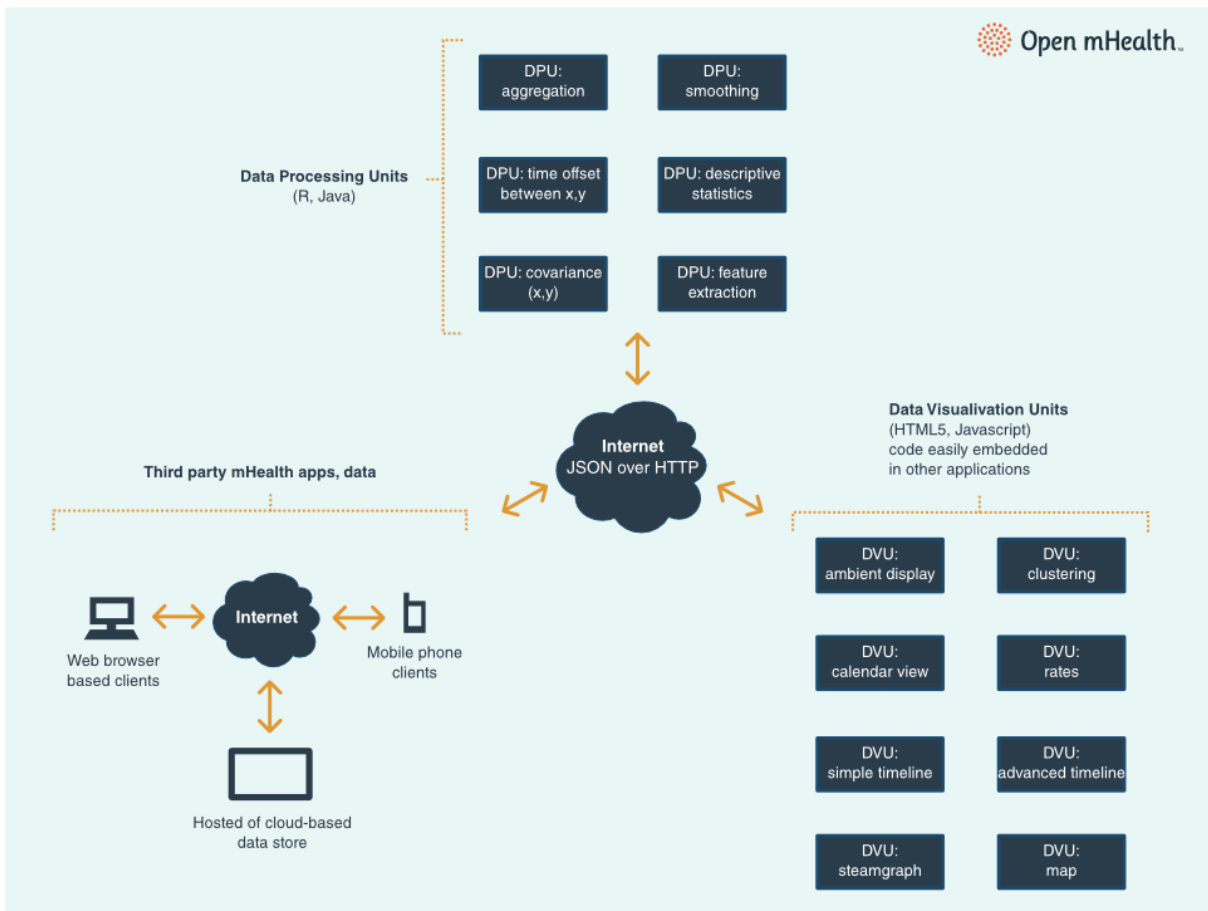 Open mHealth™
DPU:
aggregation
DPU:
smoothing
Data Processing Units
(R, Java)
DPU: time offset
between x,y
DPU: descriptive
statistics
DPU: covariance
(x,y)
DPU: feature
extraction
Internet
JSON over HTTP
Data Visualivation Units
(HTML5, Javascript)
code easily embedded
in other applications
Third party mHealth apps, data
Internet
Web browser
based clients
Mobile phone
clients
Hosted of cloud-based
data store
DVU:
ambient display
DVU:
clustering
DVU:
calendar view
DVU:
rates
DVU:
simple timeline
DVU:
advanced timeline
DVU:
steamgraph
DVU:
map